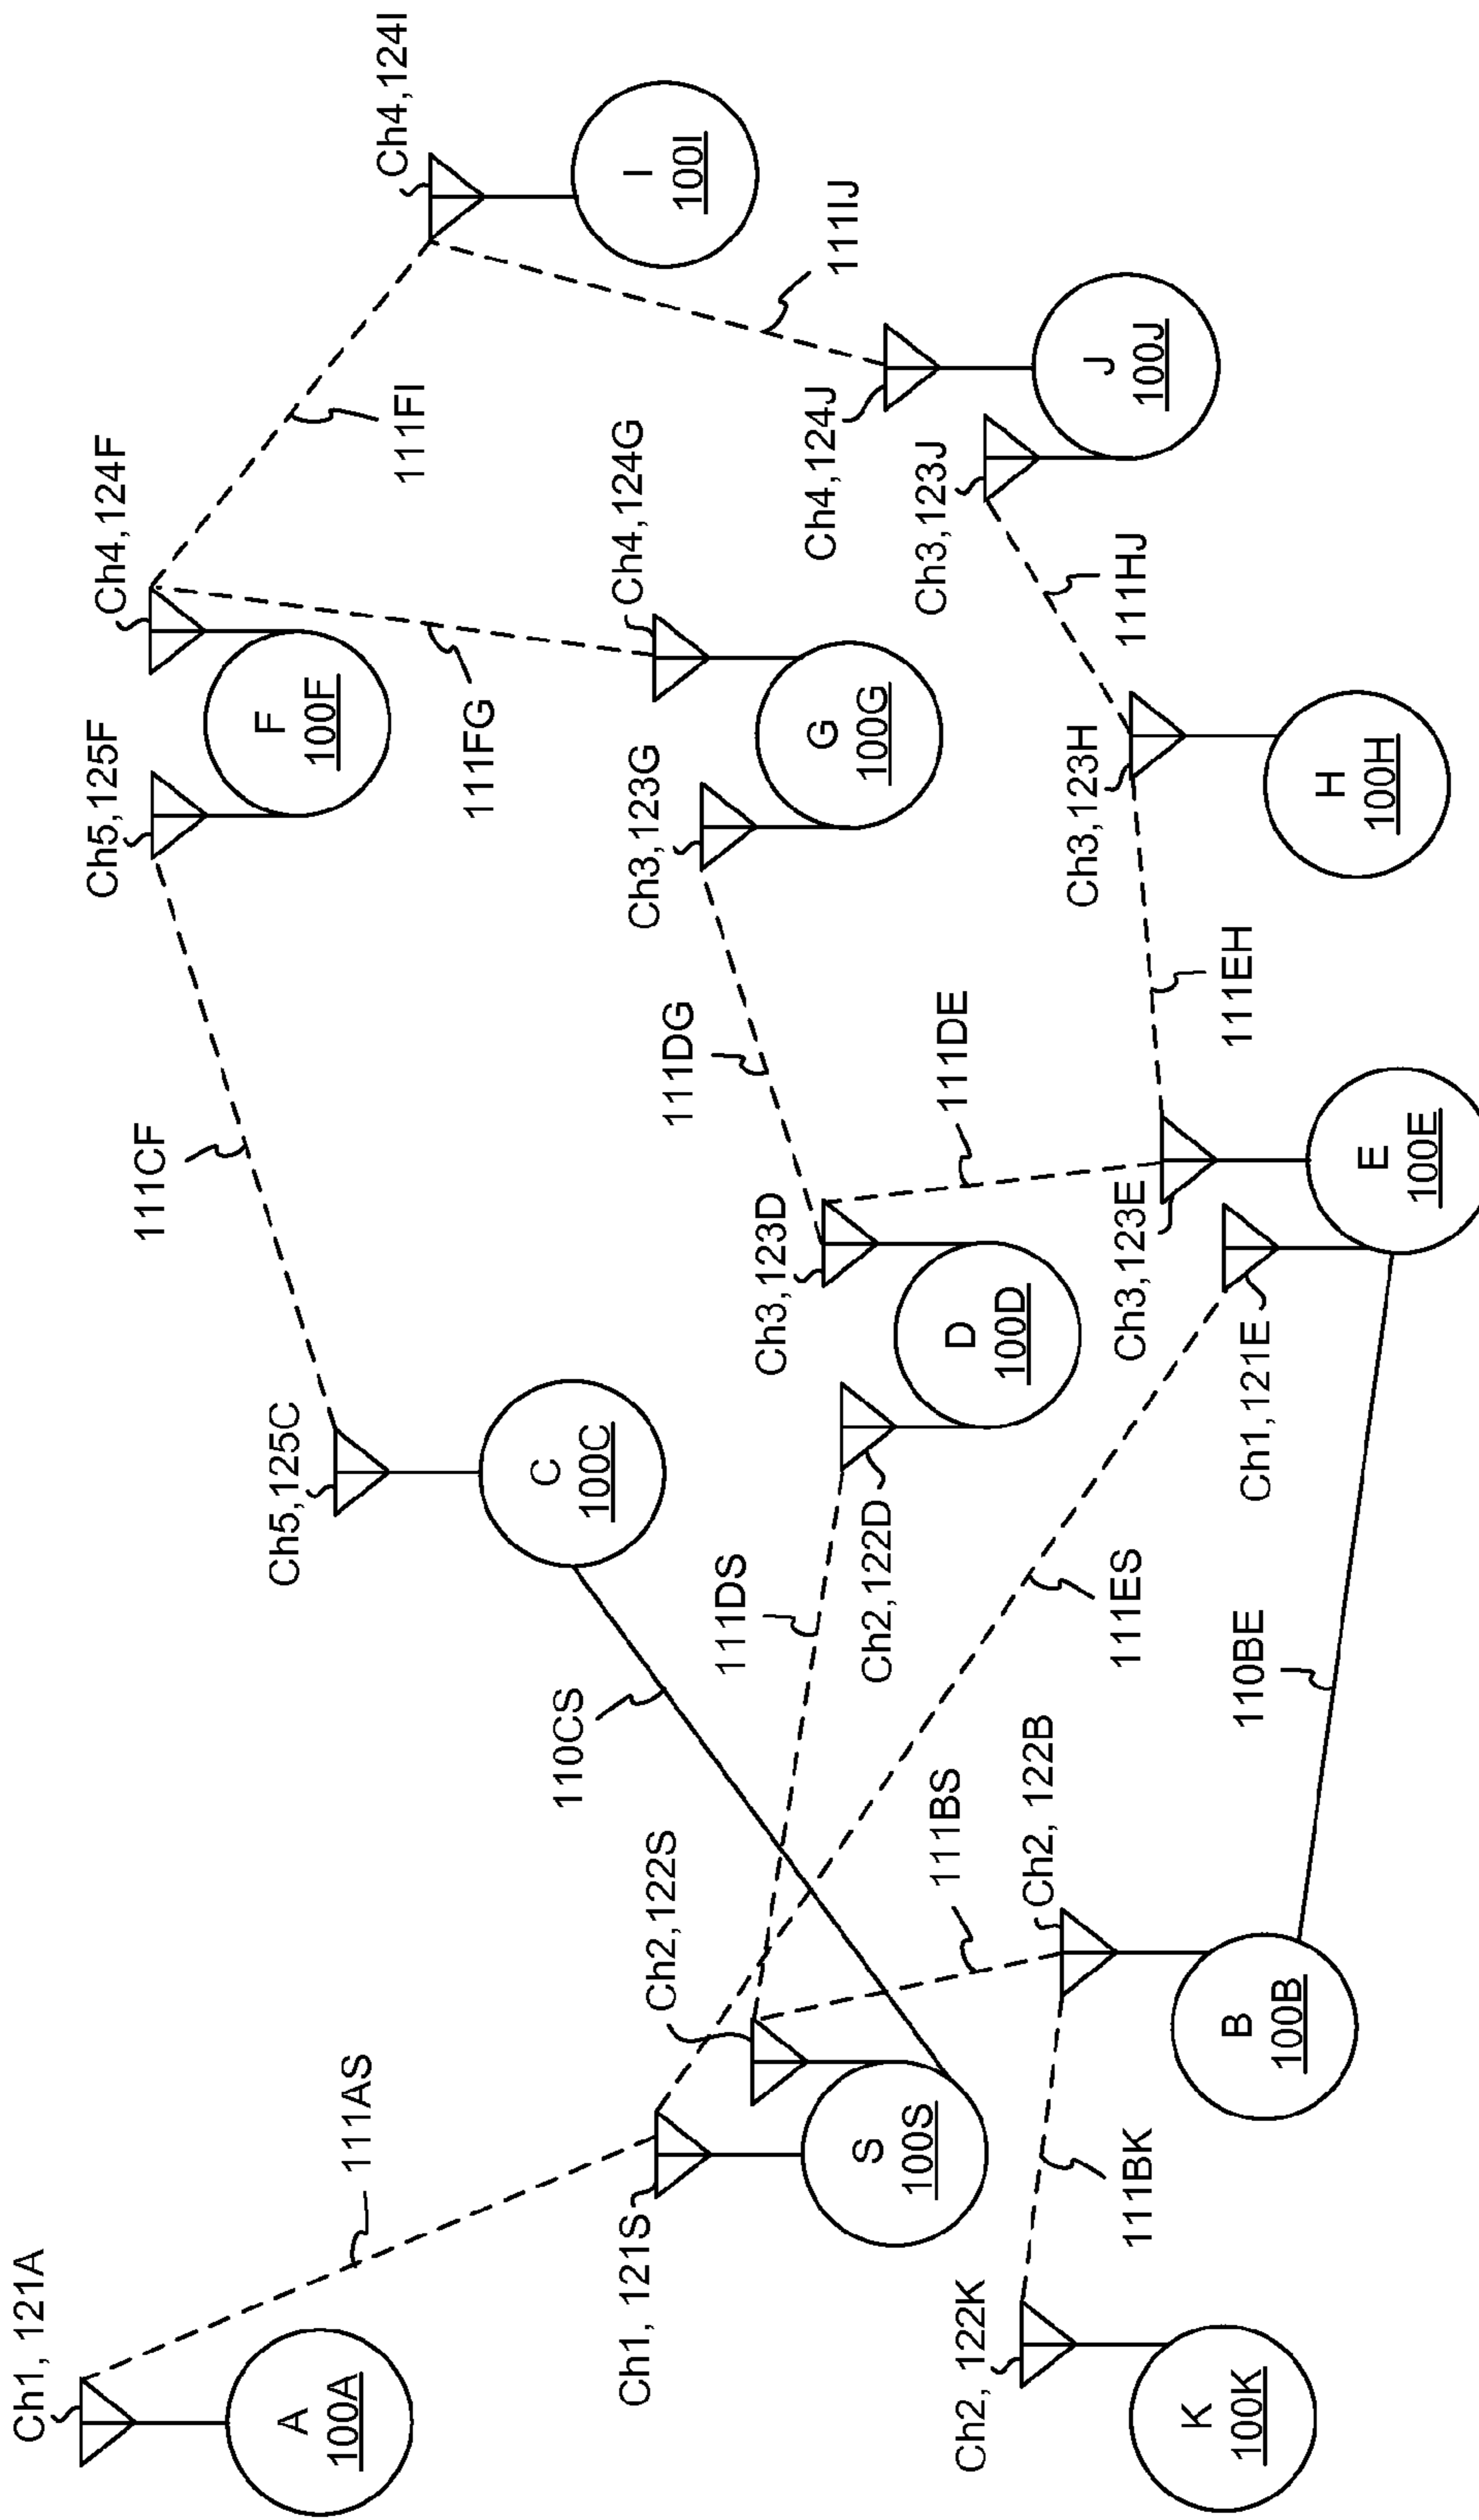 Ch1, 121A
A
100A
111AS
Ch1, 121S
S
100S
Ch2,122S
Ch2, 122K
K
100K
111BK
B
100B
Ch2, 122B
111BS
110CS
Ch5,125C
C
100C
111DS
Ch2,122D
111ES
110BE
Ch1,121E
Ch3,123E
E
100E
Ch3,123D
D
100D
111CF
111DG
111DE
111EH
Ch5,125F
F
100F
Ch4,124F
111FI
111FG
Ch3,123G
G
100G
Ch4,124G
Ch3,123H
H
100H
111HJ
Ch3,123J
Ch4,124J
J
100J
111IJ
Ch4,124I
I
100I